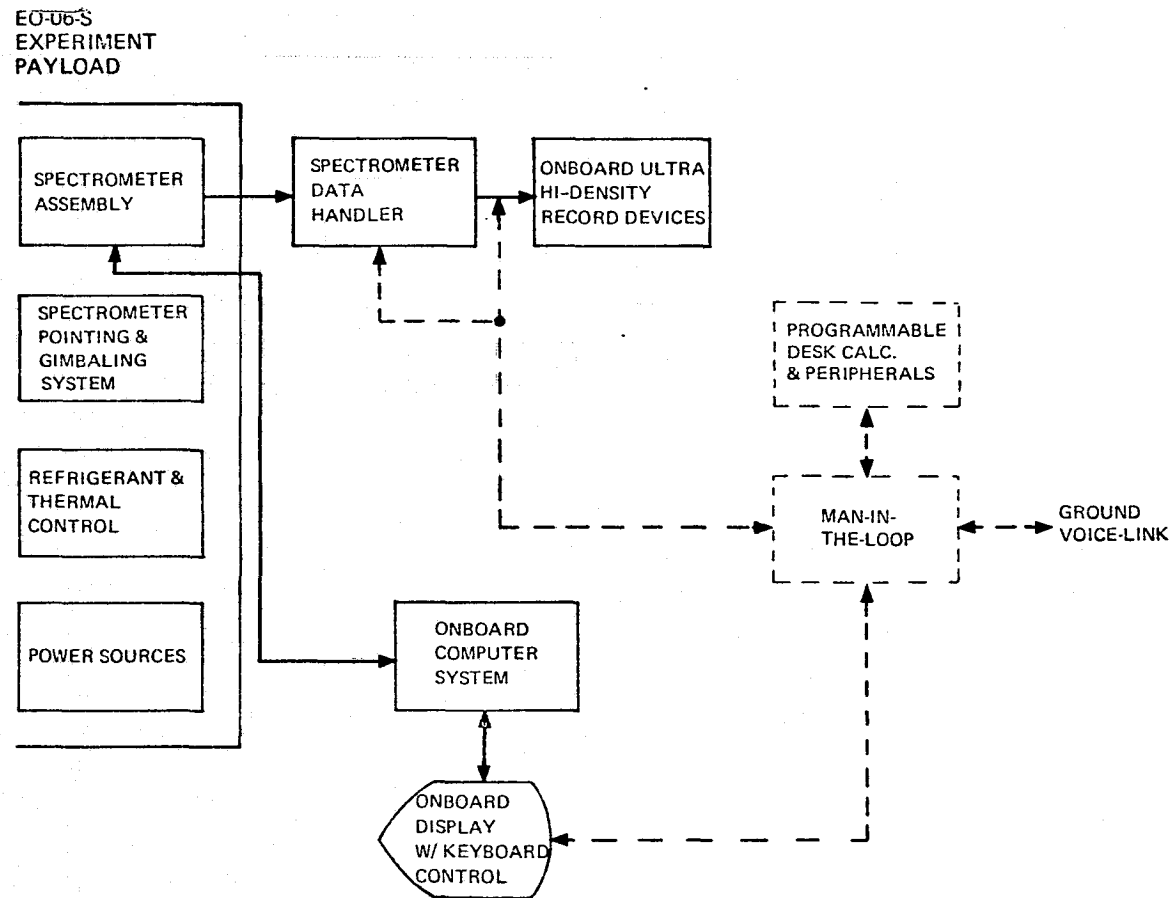 EO-06-S
EXPERIMENT
PAYLOAD
SPECTROMETER
ASSEMBLY
SPECTROMETER
DATA
HANDLER
ONBOARD ULTRA
HI-DENSITY
RECORD DEVICES
SPECTROMETER
POINTING &
GIMBALING
SYSTEM
PROGRAMMABLE
DESK CALC.
& PERIPHERALS
REFRIGERANT &
THERMAL
CONTROL
MAN-IN-
THE-LOOP
GROUND
VOICE-LINK
POWER SOURCES
ONBOARD
COMPUTER
SYSTEM
ONBOARD
DISPLAY
W/ KEYBOARD
CONTROL